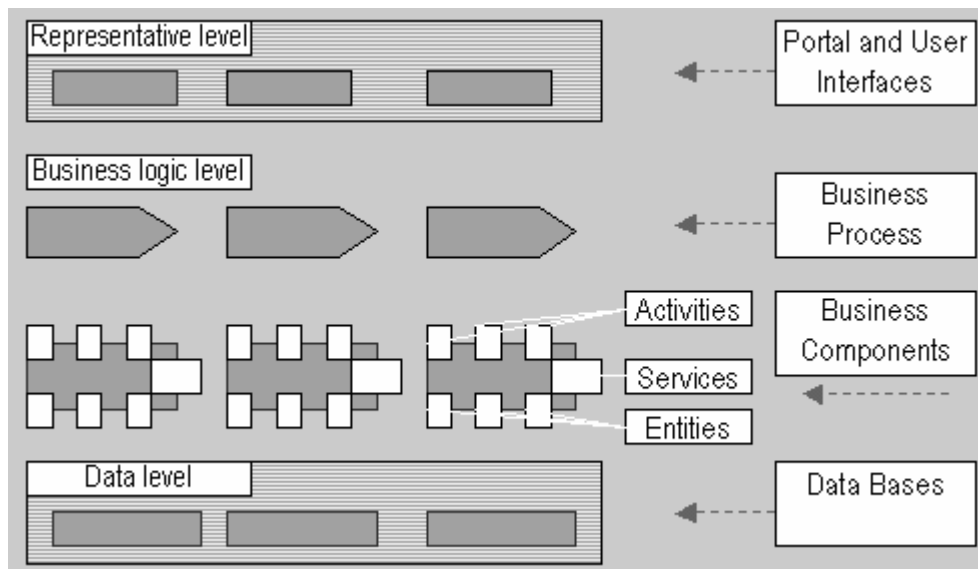 Representative level
Portal and User
Interfaces
Business logic level
Business
Process
Activities
Business
Components
Services
Entities
Data level
Data Bases